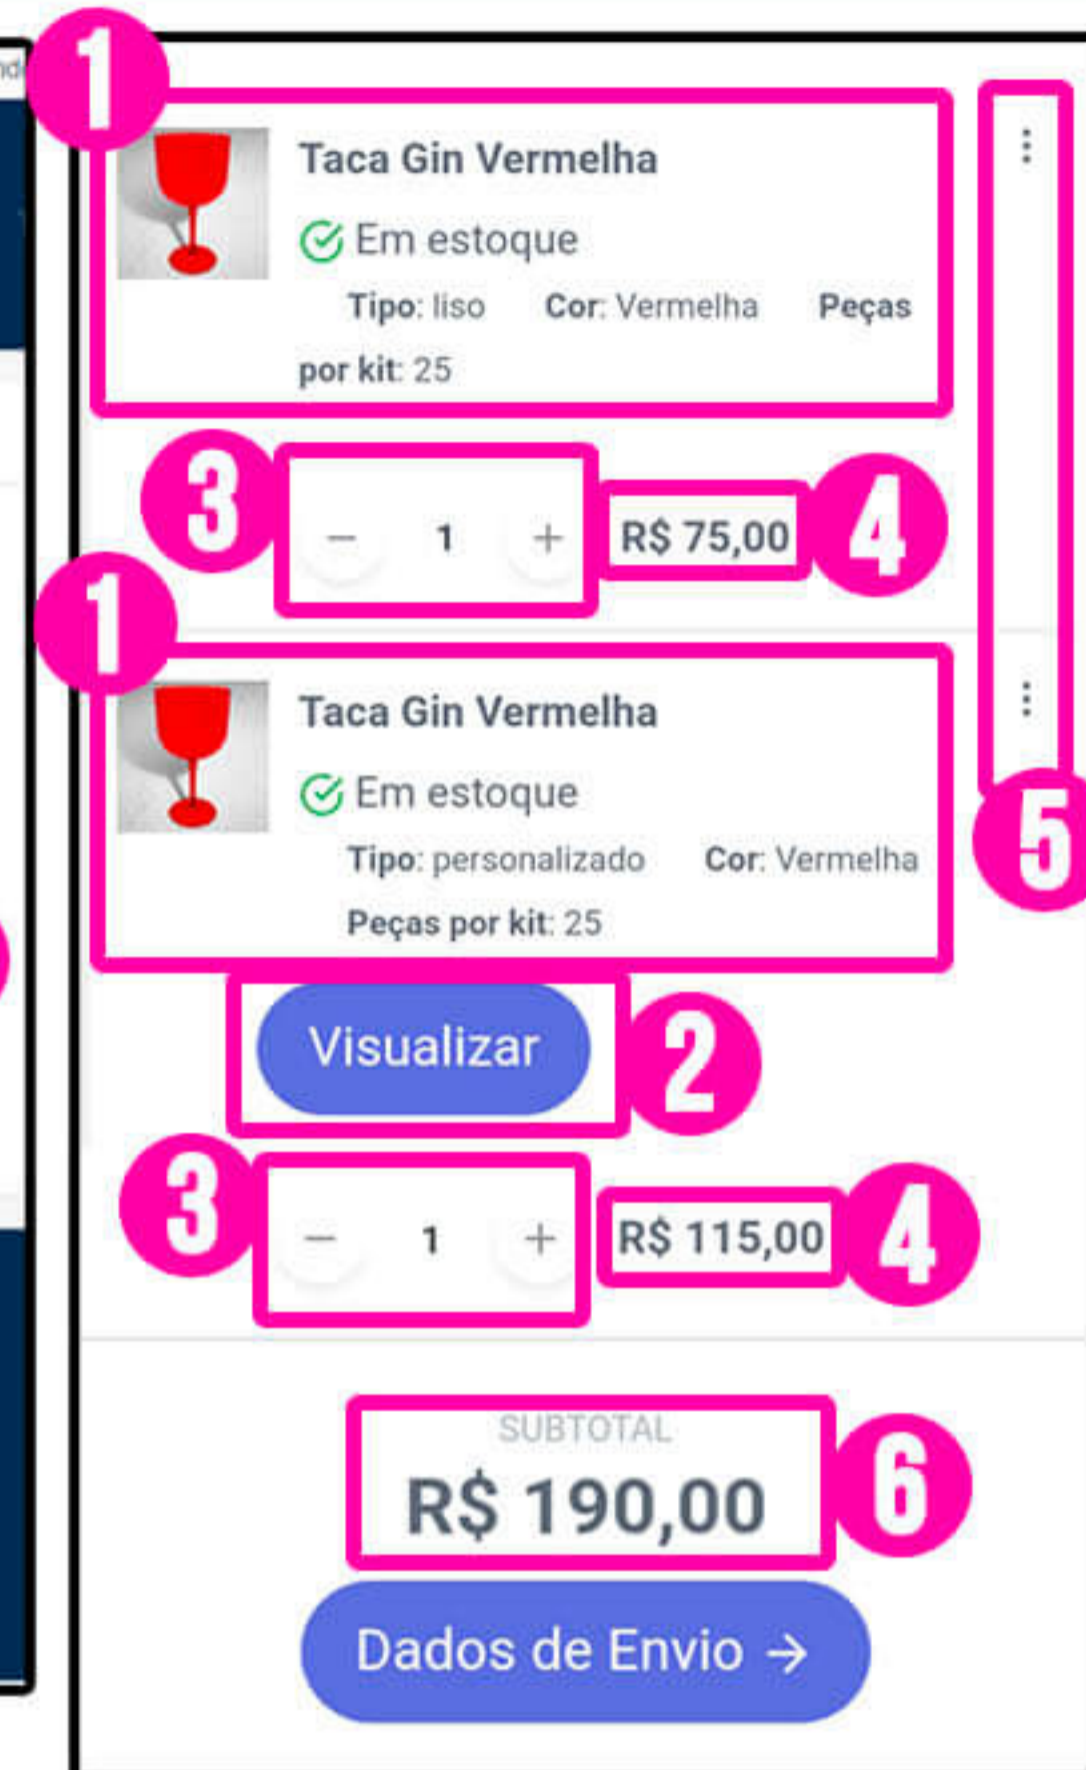 1
Taca Gin Vermelha
Em estoque
Tipo: liso Cor: Vermelha Peças
por kit: 25
3
− 1 + R$ 75,00
4
1
Taca Gin Vermelha
Em estoque
Tipo: personalizado Cor: Vermelha
Peças por kit: 25
5
Visualizar
2
3
− 1 + R$ 115,00
4
SUBTOTAL
R$ 190,00
6
Dados de Envio →